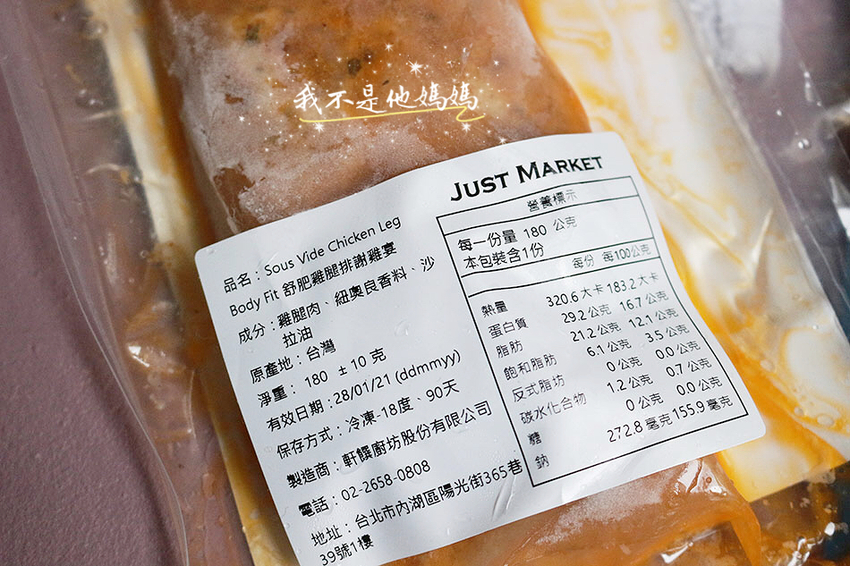 我不是他媽媽
JUST MARKET
品名：Sous Vide Chicken Leg
Body Fit 舒肥雞腿排謝雞宴
成分：雞腿肉、紐奧良香料、沙
拉油
原產地：台灣
淨重： 180 ±10 克
有效日期：28/01/21 (ddmmyy)
保存方式：冷凍-18度、90天
製造商：軒饌廚坊股份有限公司
電話： 02-2658-0808
地址：台北市內湖區陽光街365巷
39號1樓
營養標示
每一份量 180 公克
本包裝含1份
每份 每100公克
熱量 320.6 大卡 183.2 大卡
蛋白質 29.2 公克 16.7 公克
脂肪 21.2 公克 12.1 公克
飽和脂肪 6.1 公克 3.5 公克
反式脂坊 0 公克 0.0 公克
碳水化合物 1.2 公克 0.7 公克
糖 0 公克 0.0 公克
鈉 272.8 毫克 155.9 毫克